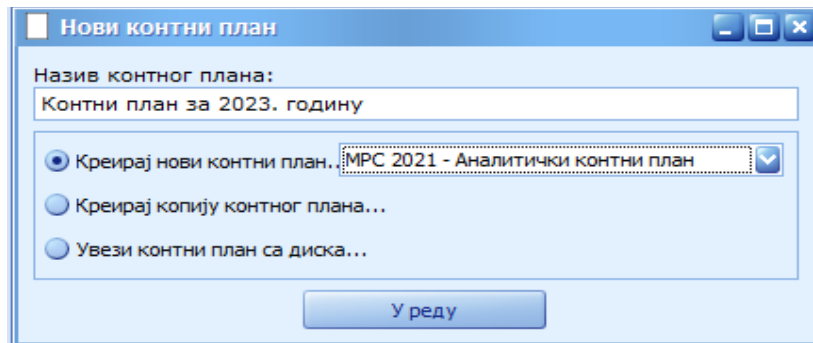 Нови контни план
Назив контног плана:
Контни план за 2023. годину
Креирај нови контни план.. МРС 2021 - Аналитички контни план
Креирај копију контног плана...
Увези контни план са диска...
У реду